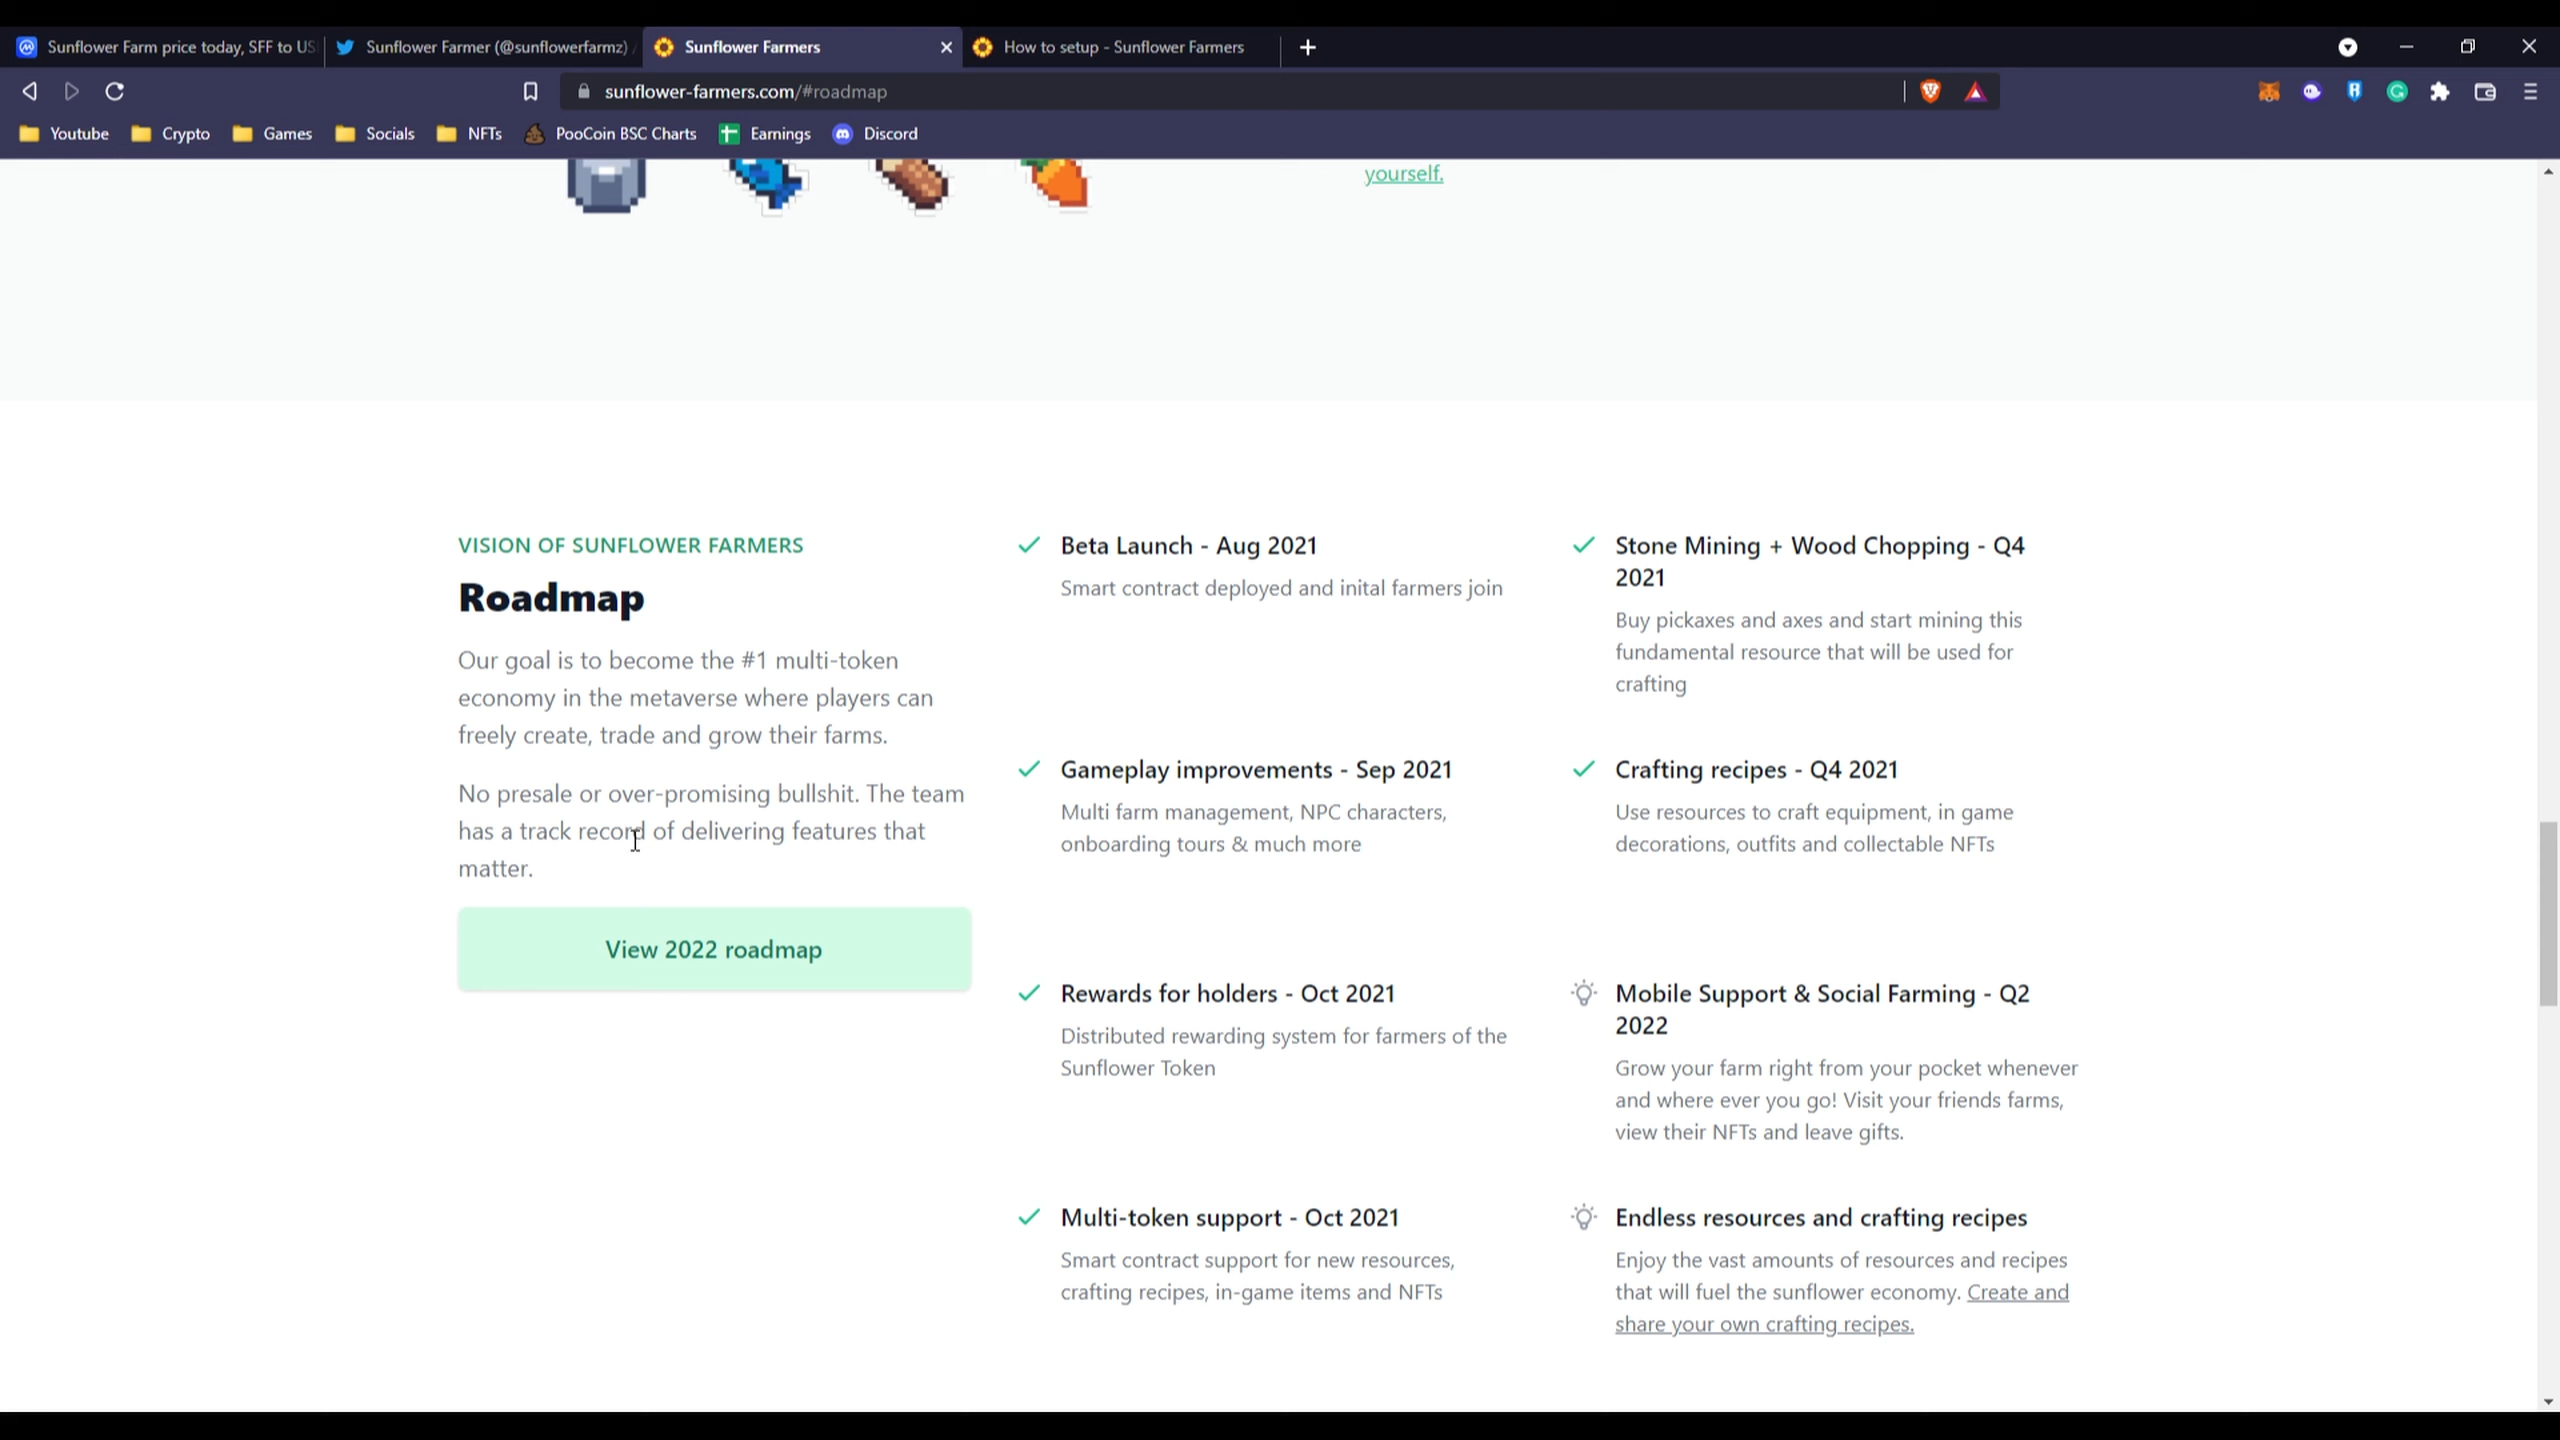 Sunflower Farm price today, SFF to US
Sunflower Farmer (@sunflowerfarmz) /
Sunflower Farmers
How to setup - Sunflower Farmers
sunflower-farmers.com/#roadmap
Youtube
Crypto
Games
Socials
NFTs
PooCoin BSC Charts
Earnings
Discord
yourself.
VISION OF SUNFLOWER FARMERS
Roadmap
Our goal is to become the #1 multi-token
economy in the metaverse where players can
freely create, trade and grow their farms.
No presale or over-promising bullshit. The team
has a track record of delivering features that
matter.
View 2022 roadmap
Beta Launch - Aug 2021
Smart contract deployed and inital farmers join
Stone Mining + Wood Chopping - Q4
2021
Buy pickaxes and axes and start mining this
fundamental resource that will be used for
crafting
Gameplay improvements - Sep 2021
Multi farm management, NPC characters,
onboarding tours & much more
Crafting recipes - Q4 2021
Use resources to craft equipment, in game
decorations, outfits and collectable NFTs
Rewards for holders - Oct 2021
Distributed rewarding system for farmers of the
Sunflower Token
Mobile Support & Social Farming - Q2
2022
Grow your farm right from your pocket whenever
and where ever you go! Visit your friends farms,
view their NFTs and leave gifts.
Multi-token support - Oct 2021
Smart contract support for new resources,
crafting recipes, in-game items and NFTs
Endless resources and crafting recipes
Enjoy the vast amounts of resources and recipes
that will fuel the sunflower economy. Create and
share your own crafting recipes.